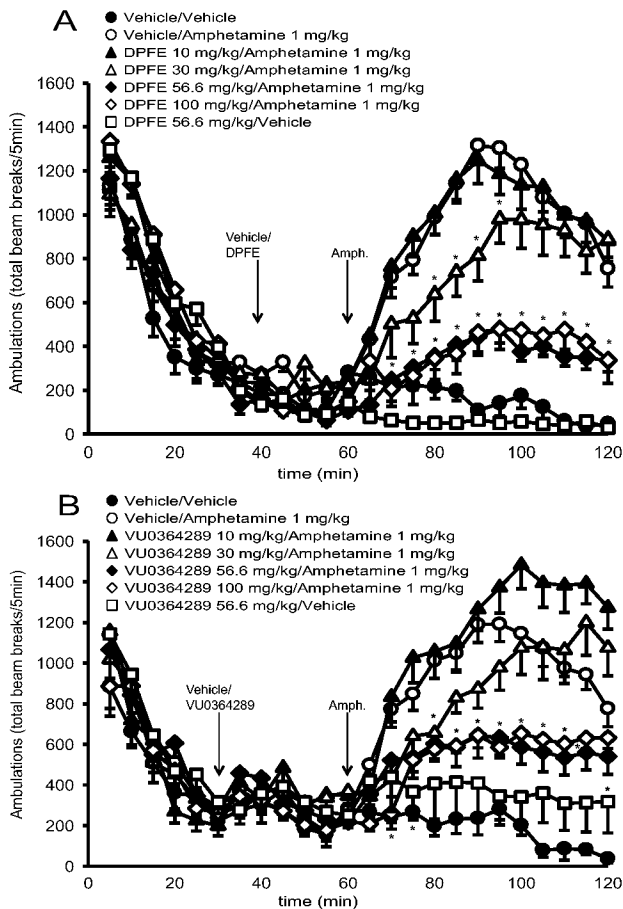 A
Vehicle/Vehicle
Vehicle/Amphetamine 1 mg/kg
DPFE 10 mg/kg/Amphetamine 1 mg/kg
DPFE 30 mg/kg/Amphetamine 1 mg/kg
DPFE 56.6 mg/kg/Amphetamine 1 mg/kg
DPFE 100 mg/kg/Amphetamine 1 mg/kg
DPFE 56.6 mg/kg/Vehicle
Ambulations (total beam breaks/5min)
1600
1400
1200
1000
800
600
400
200
0
Vehicle/
DPFE
Amph.
* * * * * * * * * * * * * * *
0 20 40 60 80 100 120
time (min)
B
Vehicle/Vehicle
Vehicle/Amphetamine 1 mg/kg
VU0364289 10 mg/kg/Amphetamine 1 mg/kg
VU0364289 30 mg/kg/Amphetamine 1 mg/kg
VU0364289 56.6 mg/kg/Amphetamine 1 mg/kg
VU0364289 100 mg/kg/Amphetamine 1 mg/kg
VU0364289 56.6 mg/kg/Vehicle
Ambulations (total beam breaks/5min)
1600
1400
1200
1000
800
600
400
200
0
Vehicle/
VU0364289
Amph.
* * * * * * * * * * *
0 20 40 60 80 100 120
time (min)